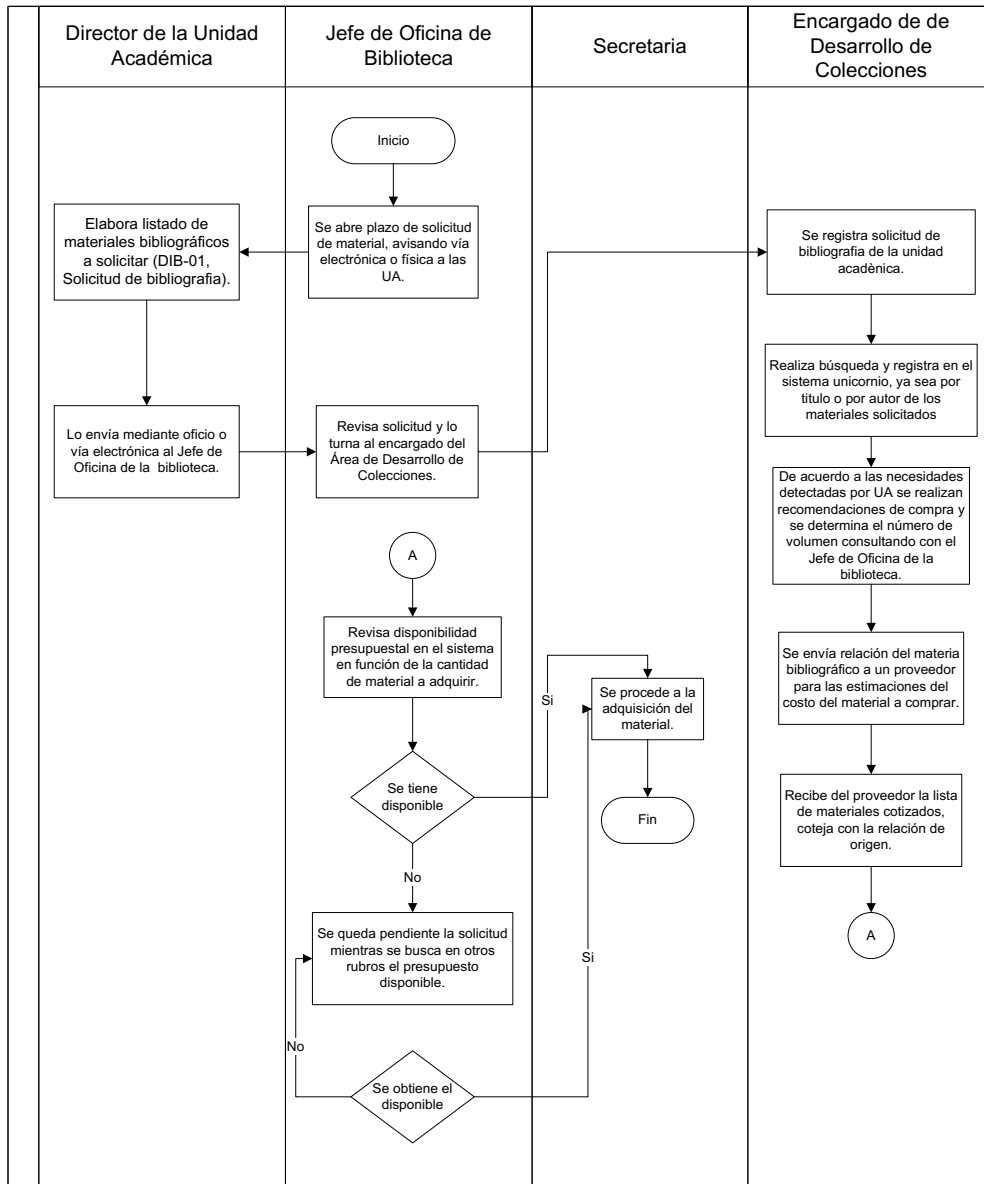 Director de la Unidad
Académica
Jefe de Oficina de
Biblioteca
Secretaria
Encargado de de
Desarrollo de
Colecciones
Inicio
Se abre plazo de solicitud
de material, avisando vía
electrónica o física a las
UA.
Elabora listado de
materiales bibliográficos
a solicitar (DIB-01,
Solicitud de bibliografia).
Lo envía mediante oficio o
vía electrónica al Jefe de
Oficina de la biblioteca.
Revisa solicitud y lo
turna al encargado del
Área de Desarrollo de
Colecciones.
Se registra solicitud de
bibliografia de la unidad
acadènica.
Realiza búsqueda y registra en el
sistema unicornio, ya sea por
titulo o por autor de los
materiales solicitados
De acuerdo a las necesidades
detectadas por UA se realizan
recomendaciones de compra y
se determina el número de
volumen consultando con el
Jefe de Oficina de la
biblioteca.
Se envía relación del materia
bibliográfico a un proveedor
para las estimaciones del
costo del material a comprar.
Recibe del proveedor la lista
de materiales cotizados,
coteja con la relación de
origen.
A
A
Revisa disponibilidad
presupuestal en el sistema
en función de la cantidad
de material a adquirir.
Se tiene
disponible
Si
Se procede a la
adquisición del
material.
Fin
No
Se queda pendiente la solicitud
mientras se busca en otros
rubros el presupuesto
disponible.
Si
No
Se obtiene el
disponible